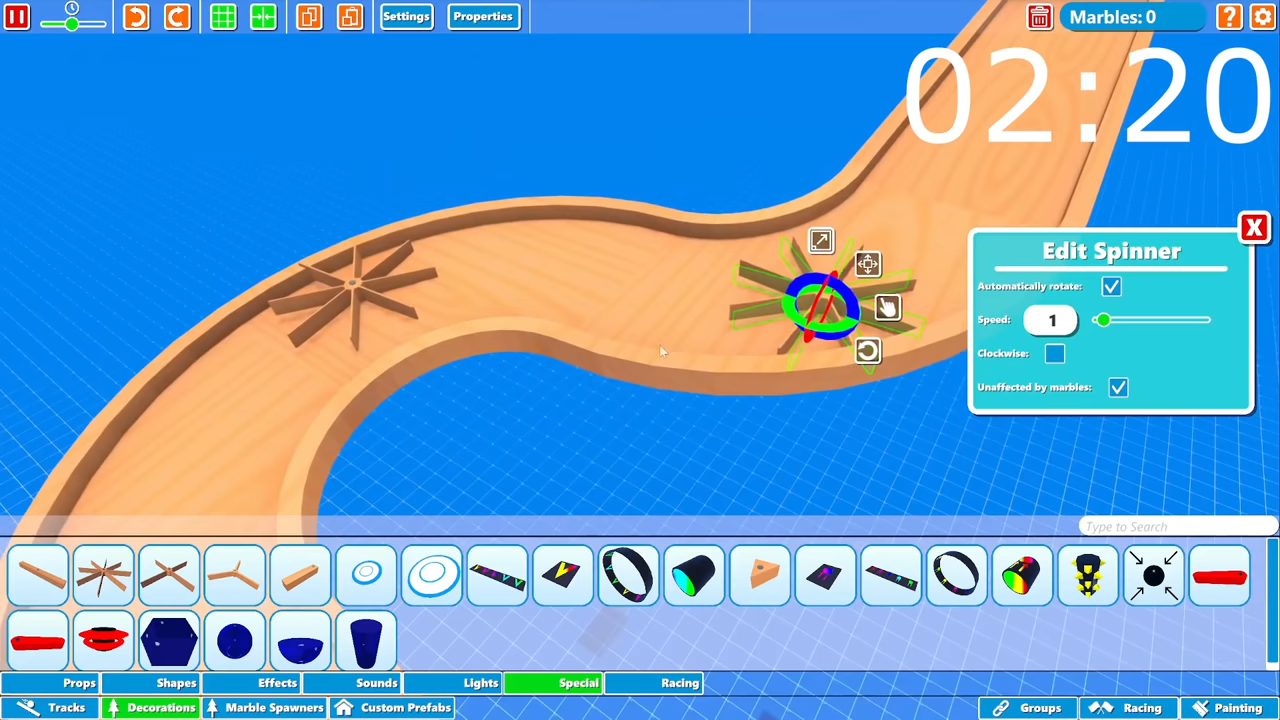 Settings
Properties
Marbles: 0
02:20
Edit Spinner
Automatically rotate:
Speed: 1
Clockwise:
Unaffected by marbles:
Type to Search
Props Shapes Effects Sounds Lights Special Racing
Tracks Decorations Marble Spawners Custom Prefabs Groups Racing Painting